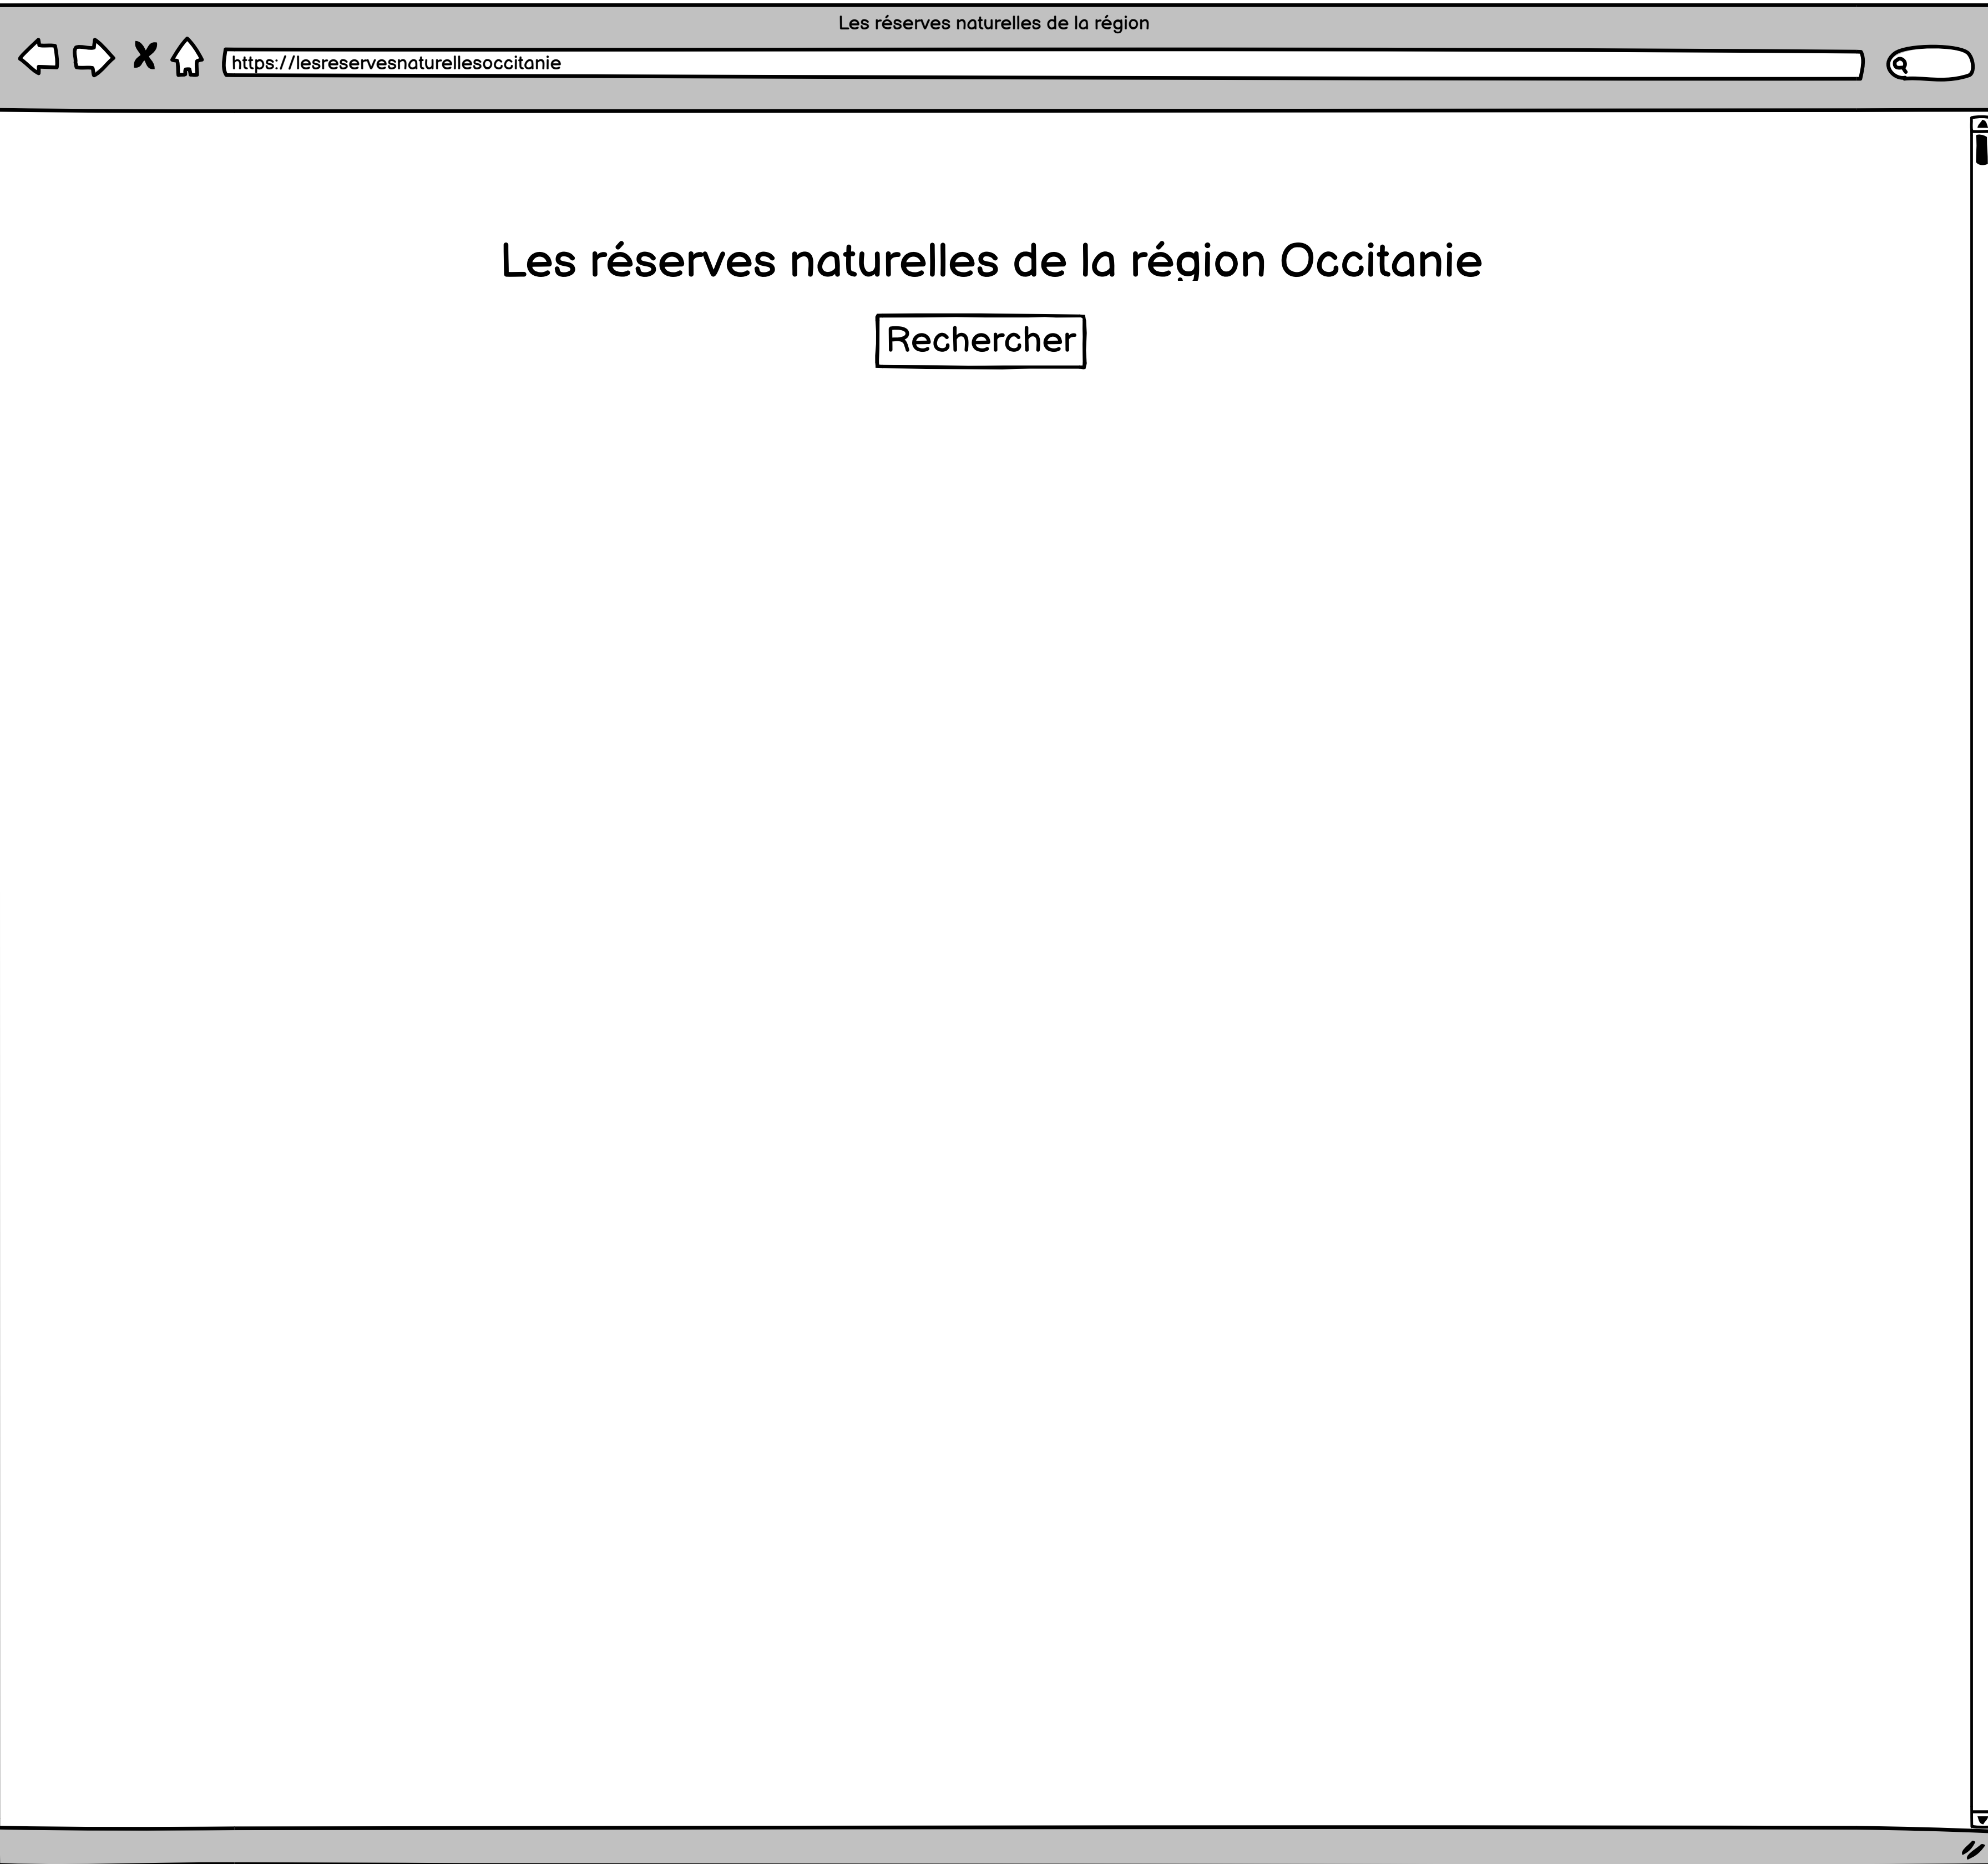 Les réserves naturelles de la région
https://lesreservesnaturellesoccitanie
Les réserves naturelles de la région Occitanie
Rechercher